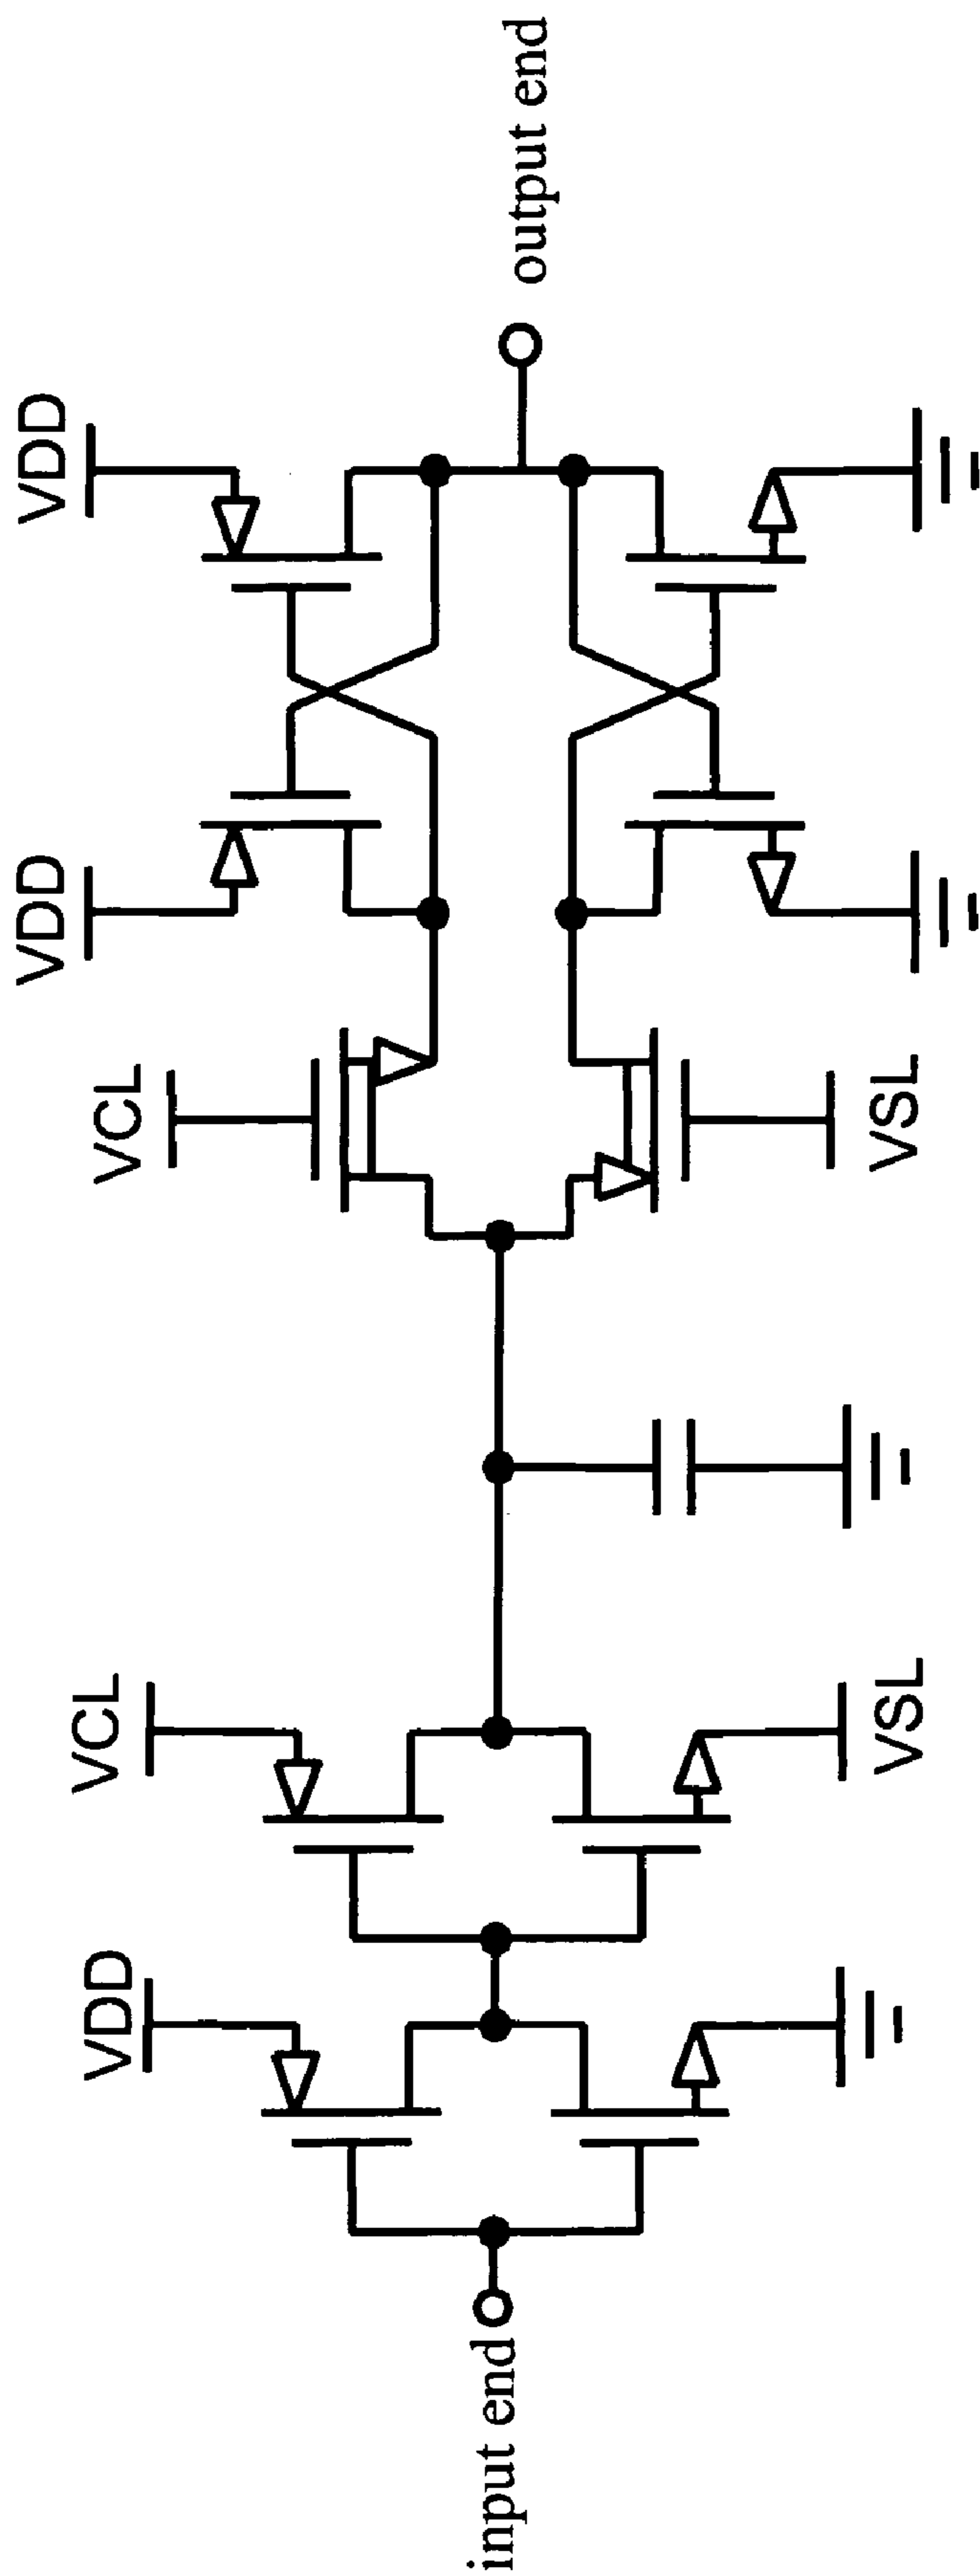 input end
VDD
VCL
VSL
VCL
VSL
VDD
VDD
output end